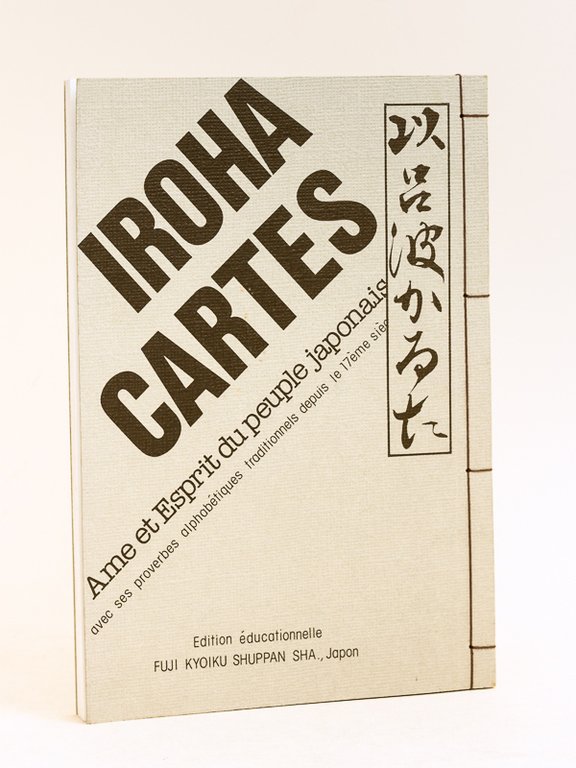 IROHA
CARTES
Ame et Esprit du peuple japonais
avec ses proverbes alphabétiques traditionnels depuis le 17ème sièc
以呂波かるた
Edition éducationnelle
FUJI KYOIKU SHUPPAN SHA., Japon